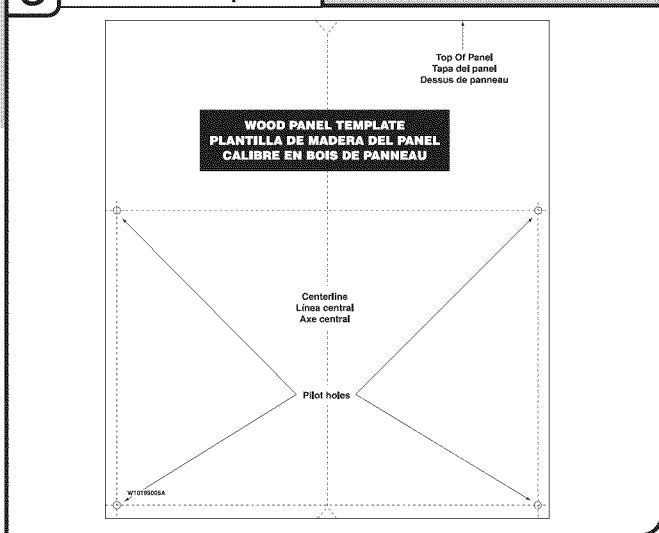 Top Of Panel
Tapa del panel
Dessus de panneau
WOOD PANEL TEMPLATE
PLANTILLA DE MADERA DEL PANEL
CALIBRE EN BOIS DE PANNEAU
Centerline
Línea central
Axe central
Pilot holes
W10195005A